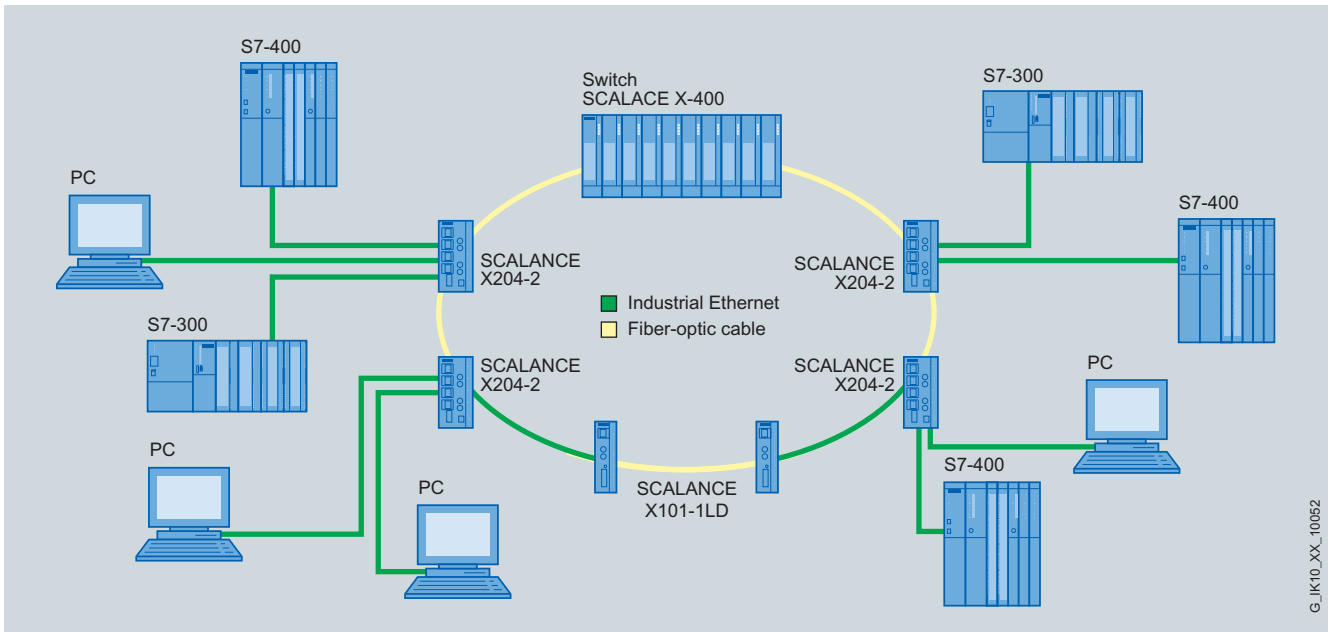 S7-400
Switch
SCALACE X-400
S7-300
PC
S7-400
SCALANCE
X204-2
SCALANCE
X204-2
Industrial Ethernet
Fiber-optic cable
S7-300
SCALANCE
X204-2
SCALANCE
X204-2
PC
PC
PC
SCALANCE
X101-1LD
S7-400
G_IK10_XX_10052